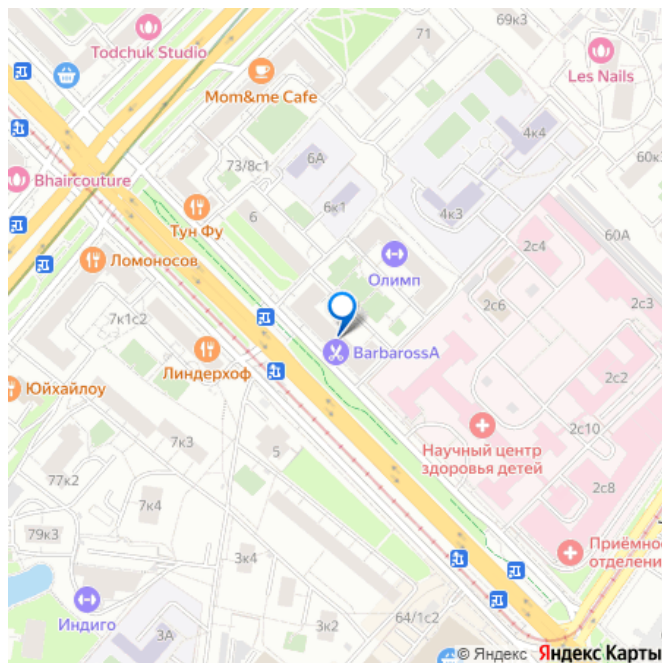 71
69к3
Todchuk Studio
Les Nails
Mom&me Cafe
4к4
6А
73/8с1
Bhaircouture
6к1
4к3
6
Тун Фу
60А
2с4
Ломоносов
Олимп
2с6
2с3
7к1с2
BarbarossA
Линдерхоф
2с2
Юйхайлоу
2с10
7к3
5
Научный центр
здоровья детей
77к2
2с8
7к4
79к3
3к4
Приёмное
отделени
Индиго
64/1с2
3А
3к2
© Яндекс Яндекс Карты